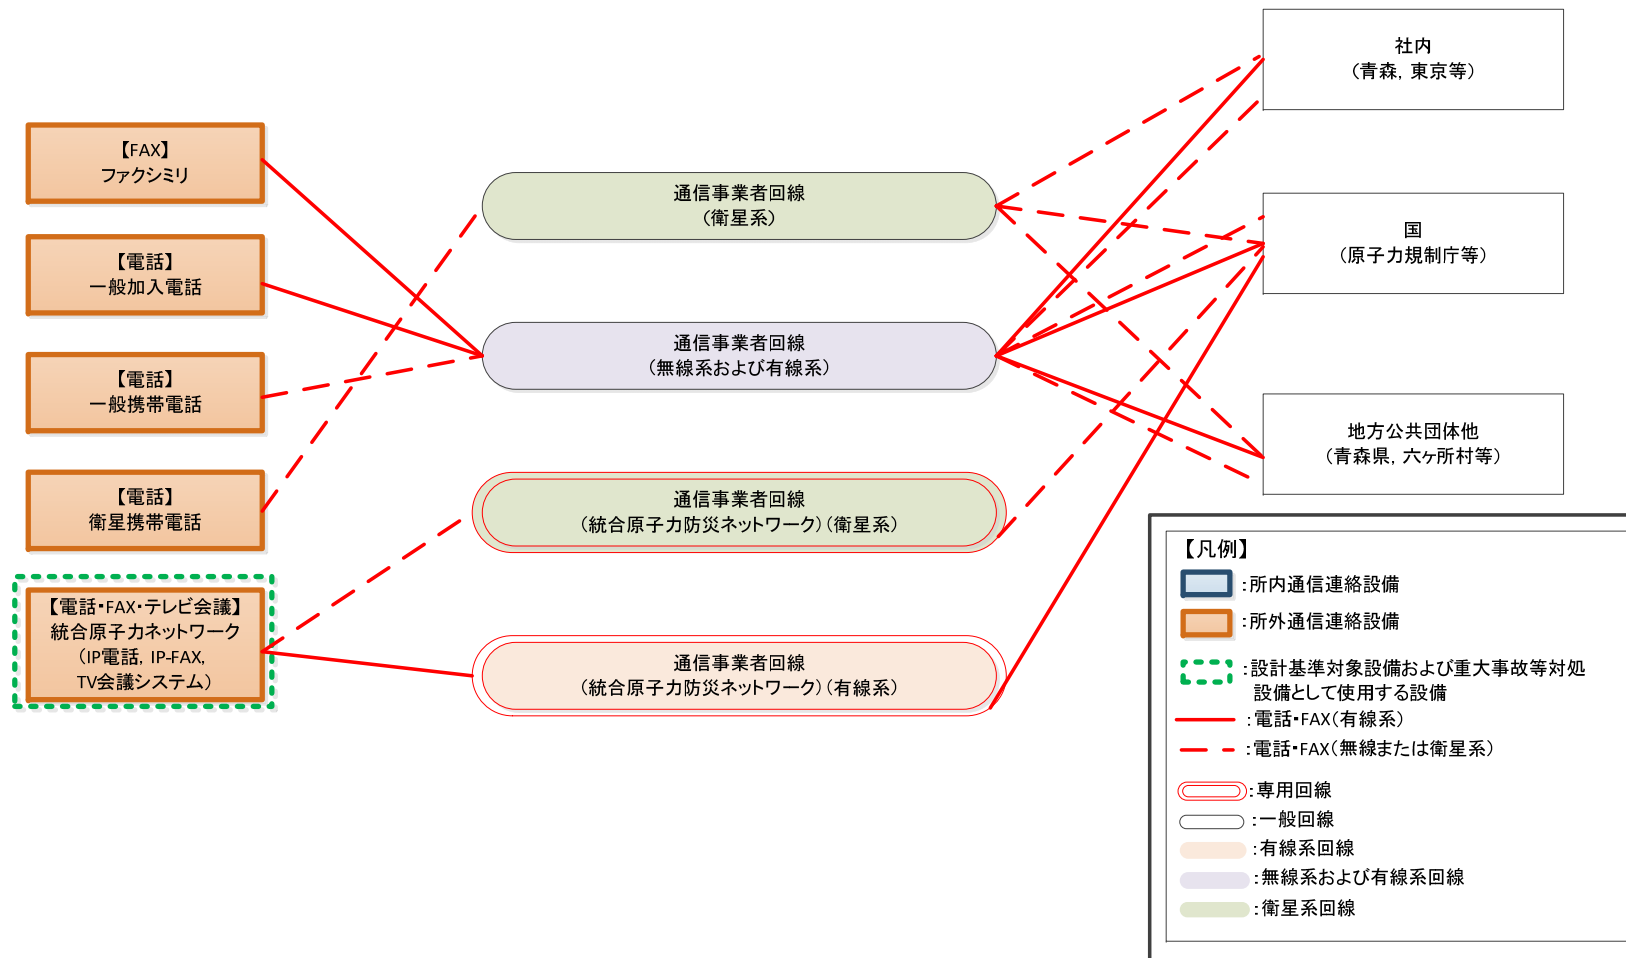 【FAX】
ファクシミリ
【電話】
一般加入電話
【電話】
一般携帯電話
【電話】
衛星携帯電話
【電話・FAX・テレビ会議】
統合原子力ネットワーク
（IP電話, IP-FAX,
TV会議システム）
通信事業者回線
（衛星系）
通信事業者回線
（無線系および有線系）
通信事業者回線
（統合原子力防災ネットワーク）（衛星系）
通信事業者回線
（統合原子力防災ネットワーク）（有線系）
社内
（青森, 東京等）
国
（原子力規制庁等）
地方公共団体他
（青森県, 六ヶ所村等）
【凡例】
：所内通信連絡設備
：所外通信連絡設備
：設計基準対象設備および重大事故等対処
設備として使用する設備
：電話・FAX（有線系）
：電話・FAX（無線または衛星系）
：専用回線
：一般回線
：有線系回線
：無線系および有線系回線
：衛星系回線